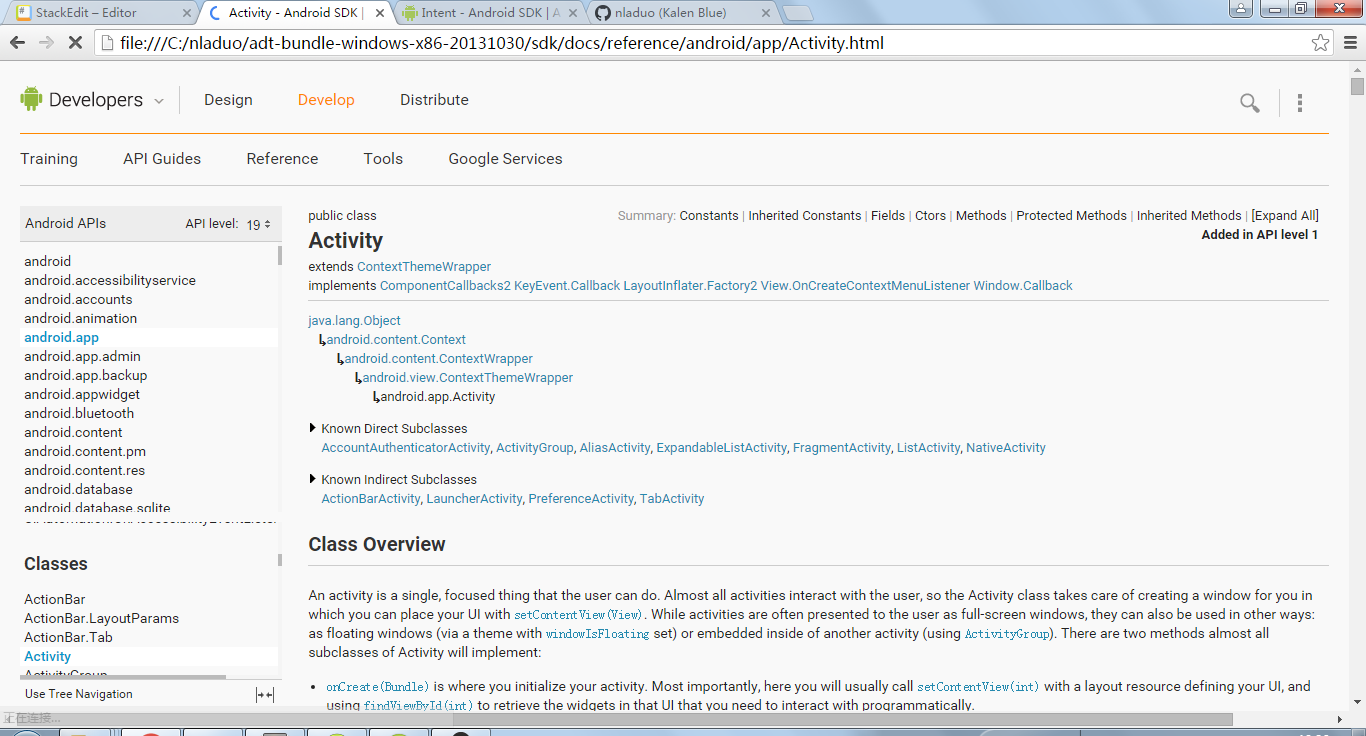 StackEdit – Editor
Activity - Android SDK |
Intent - Android SDK | A
nladuo (Kalen Blue)
file:///C:/nladuo/adt-bundle-windows-x86-20131030/sdk/docs/reference/android/app/Activity.html
Developers
Design
Develop
Distribute
Training
API Guides
Reference
Tools
Google Services
Android APIs
API level: 19
android
android.accessibilityservice
android.accounts
android.animation
android.app
android.app.admin
android.app.backup
android.appwidget
android.bluetooth
android.content
android.content.pm
android.content.res
android.database
android.database.sqlite
Classes
ActionBar
ActionBar.LayoutParams
ActionBar.Tab
Activity
ActivityGroup
Use Tree Navigation
public class
Summary: Constants | Inherited Constants | Fields | Ctors | Methods | Protected Methods | Inherited Methods | [Expand All]
Activity
Added in API level 1
extends ContextThemeWrapper
implements ComponentCallbacks2 KeyEvent.Callback LayoutInflater.Factory2 View.OnCreateContextMenuListener Window.Callback
java.lang.Object
↳android.content.Context
↳android.content.ContextWrapper
↳android.view.ContextThemeWrapper
↳android.app.Activity
Known Direct Subclasses
AccountAuthenticatorActivity, ActivityGroup, AliasActivity, ExpandableListActivity, FragmentActivity, ListActivity, NativeActivity
Known Indirect Subclasses
ActionBarActivity, LauncherActivity, PreferenceActivity, TabActivity
Class Overview
An activity is a single, focused thing that the user can do. Almost all activities interact with the user, so the Activity class takes care of creating a window for you in
which you can place your UI with setContentView(View). While activities are often presented to the user as full-screen windows, they can also be used in other ways:
as floating windows (via a theme with windowIsFloating set) or embedded inside of another activity (using ActivityGroup). There are two methods almost all
subclasses of Activity will implement:
• onCreate(Bundle) is where you initialize your activity. Most importantly, here you will usually call setContentView(int) with a layout resource defining your UI, and
using findViewById(int) to retrieve the widgets in that UI that you need to interact with programmatically.
正在连接...